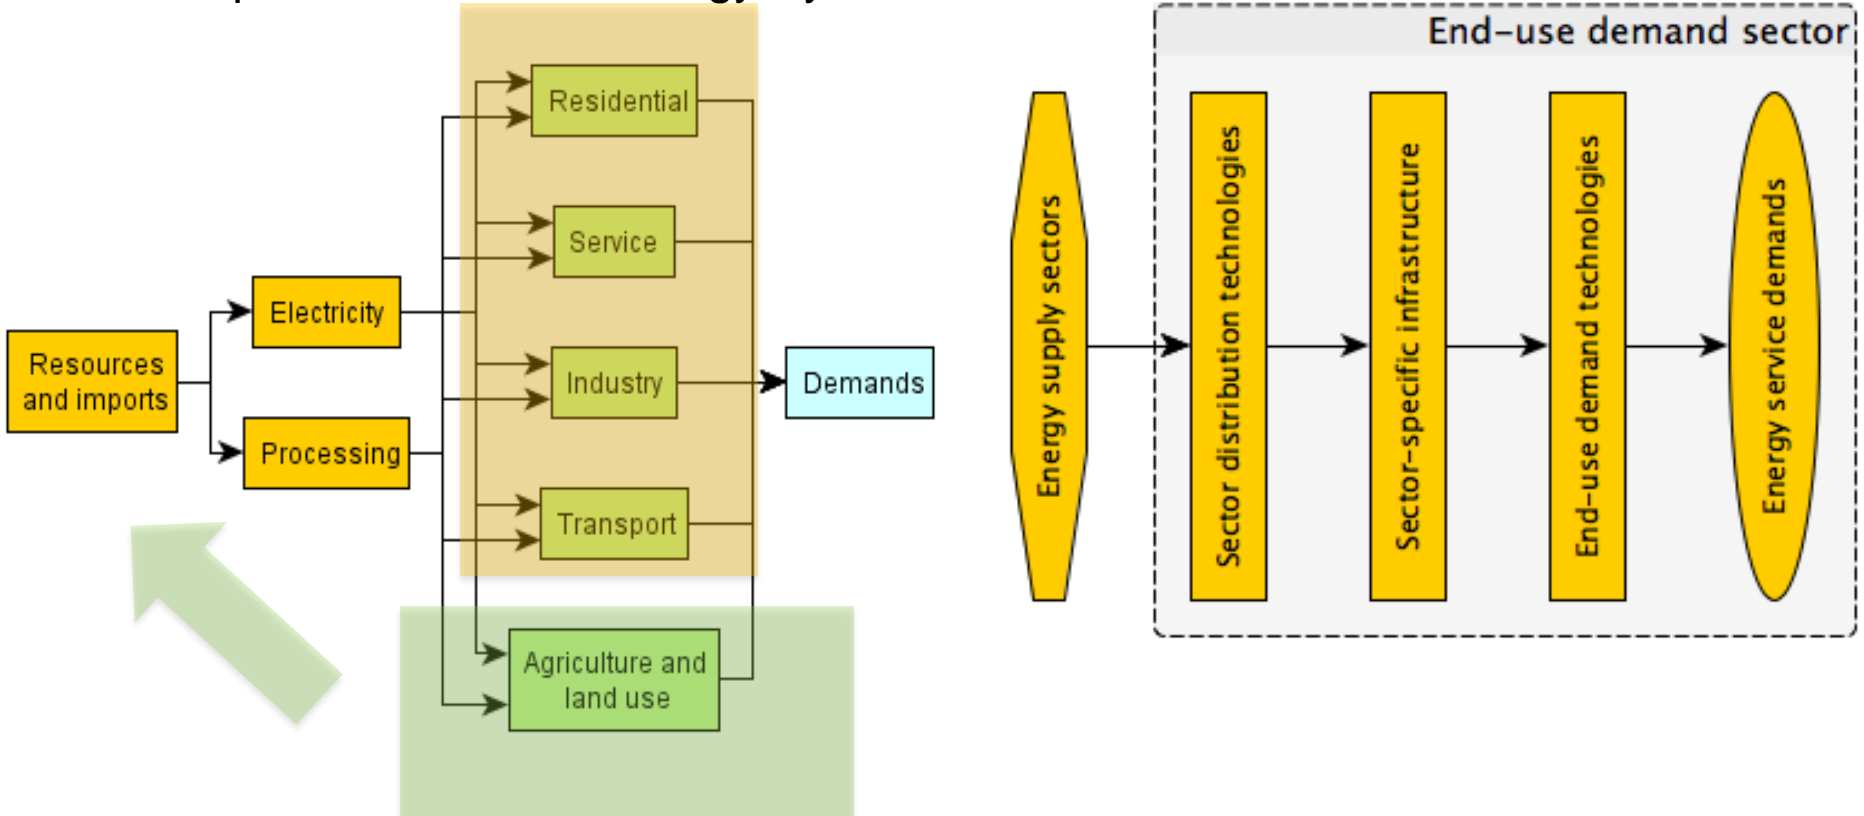 Residential
Service
Electricity
Resources
and imports
Industry
Demands
Processing
Transport
Agriculture and
land use
End-use demand sector
Energy supply sectors
Sector distribution technologies
Sector-specific infrastructure
End-use demand technologies
Energy service demands